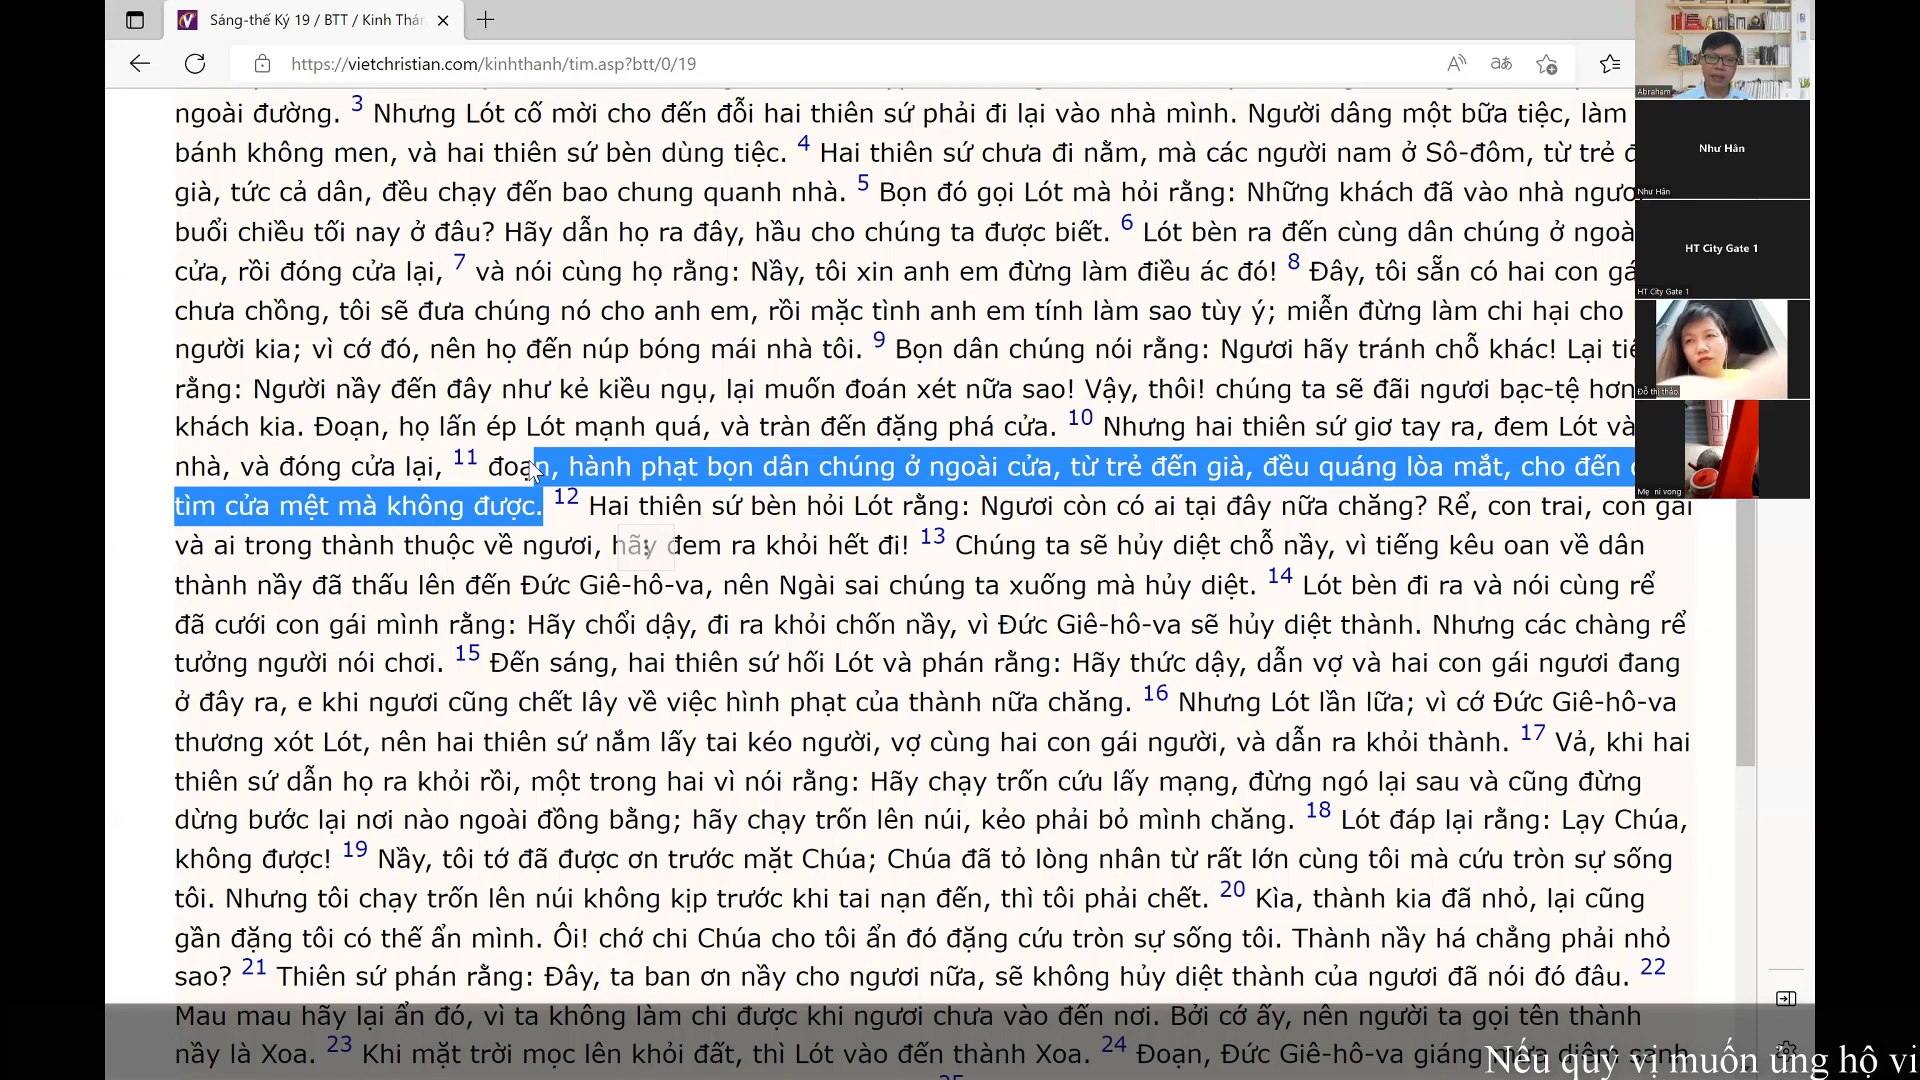 Sáng-thế Ký 19 / BTT / Kinh Thán
https://vietchristian.com/kinhthanh/tim.asp?btt/0/19
ngoài đường. 3 Nhưng Lót cố mời cho đến đỗi hai thiên sứ phải đi lại vào nhà mình. Người dâng một bữa tiệc, làm
bánh không men, và hai thiên sứ bèn dùng tiệc. 4 Hai thiên sứ chưa đi nằm, mà các người nam ở Sô-đôm, từ trẻ đ
già, tức cả dân, đều chạy đến bao chung quanh nhà. 5 Bọn đó gọi Lót mà hỏi rằng: Những khách đã vào nhà ngươ
buổi chiều tối nay ở đâu? Hãy dẫn họ ra đây, hầu cho chúng ta được biết. 6 Lót bèn ra đến cùng dân chúng ở ngoà
cửa, rồi đóng cửa lại, 7 và nói cùng họ rằng: Nầy, tôi xin anh em đừng làm điều ác đó! 8 Đây, tôi sẵn có hai con gá
chưa chồng, tôi sẽ đưa chúng nó cho anh em, rồi mặc tình anh em tính làm sao tùy ý; miễn đừng làm chi hại cho
người kia; vì cớ đó, nên họ đến núp bóng mái nhà tôi. 9 Bọn dân chúng nói rằng: Ngươi hãy tránh chỗ khác! Lại tiế
rằng: Người nầy đến đây như kẻ kiều ngụ, lại muốn đoán xét nữa sao! Vậy, thôi! chúng ta sẽ đãi ngươi bạc-tệ hơn
khách kia. Đoạn, họ lấn ép Lót mạnh quá, và tràn đến đặng phá cửa. 10 Nhưng hai thiên sứ giơ tay ra, đem Lót và
nhà, và đóng cửa lại, 11 đoạn, hành phạt bọn dân chúng ở ngoài cửa, từ trẻ đến già, đều quáng lòa mắt, cho đến
tìm cửa mệt mà không được. 12 Hai thiên sứ bèn hỏi Lót rằng: Ngươi còn có ai tại đây nữa chăng? Rể, con trai, con gái
và ai trong thành thuộc về ngươi, hãy đem ra khỏi hết đi! 13 Chúng ta sẽ hủy diệt chỗ nầy, vì tiếng kêu oan về dân
thành nầy đã thấu lên đến Đức Giê-hô-va, nên Ngài sai chúng ta xuống mà hủy diệt. 14 Lót bèn đi ra và nói cùng rể
đã cưới con gái mình rằng: Hãy chổi dậy, đi ra khỏi chốn nầy, vì Đức Giê-hô-va sẽ hủy diệt thành. Nhưng các chàng rể
tưởng người nói chơi. 15 Đến sáng, hai thiên sứ hối Lót và phán rằng: Hãy thức dậy, dẫn vợ và hai con gái ngươi đang
ở đây ra, e khi ngươi cũng chết lây về việc hình phạt của thành nữa chăng. 16 Nhưng Lót lần lữa; vì cớ Đức Giê-hô-va
thương xót Lót, nên hai thiên sứ nắm lấy tai kéo người, vợ cùng hai con gái người, và dẫn ra khỏi thành. 17 Vả, khi hai
thiên sứ dẫn họ ra khỏi rồi, một trong hai vì nói rằng: Hãy chạy trốn cứu lấy mạng, đừng ngó lại sau và cũng đừng
dừng bước lại nơi nào ngoài đồng bằng; hãy chạy trốn lên núi, kẻo phải bỏ mình chăng. 18 Lót đáp lại rằng: Lạy Chúa,
không được! 19 Nầy, tôi tớ đã được ơn trước mặt Chúa; Chúa đã tỏ lòng nhân từ rất lớn cùng tôi mà cứu tròn sự sống
tôi. Nhưng tôi chạy trốn lên núi không kịp trước khi tai nạn đến, thì tôi phải chết. 20 Kìa, thành kia đã nhỏ, lại cũng
gần đặng tôi có thế ẩn mình. Ôi! chớ chi Chúa cho tôi ẩn đó đặng cứu tròn sự sống tôi. Thành nầy há chẳng phải nhỏ
sao? 21 Thiên sứ phán rằng: Đây, ta ban ơn nầy cho ngươi nữa, sẽ không hủy diệt thành của ngươi đã nói đó đâu. 22
Mau mau hãy lại ẩn đó, vì ta không làm chi được khi ngươi chưa vào đến nơi. Bởi cớ ấy, nên người ta gọi tên thành
nầy là Xoa. 23 Khi mặt trời mọc lên khỏi đất, thì Lót vào đến thành Xoa. 24 Đoạn, Đức Giê-hô-va giáng mưa diêm sanh
Abraham
Như Hân
Như Hân
HT City Gate 1
HT City Gate 1
Đỗ thị thảo
Mẹ ni vong
Nếu quý vị muốn ủng hộ vi